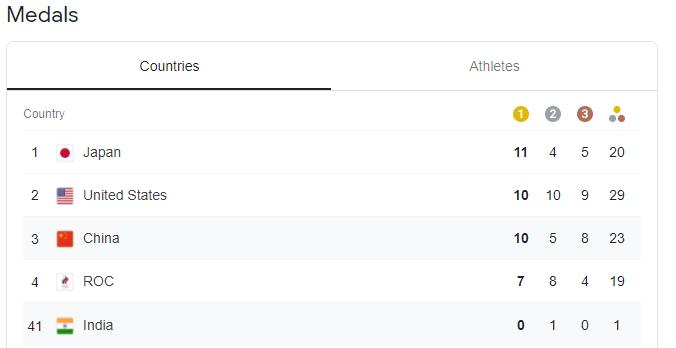 Medals
Countries Athletes
Country 1 2 3
1 Japan 11 4 5 20
2 United States 10 10 9 29
3 China 10 5 8 23
4 ROC 7 8 4 19
41 India 0 1 0 1